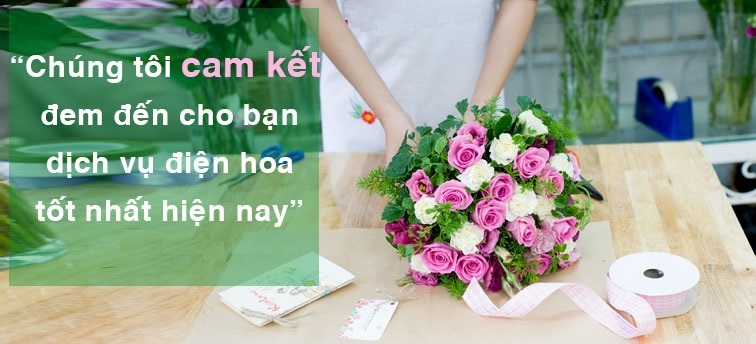 “Chúng tôi cam kết
đem đến cho bạn
dịch vụ điện hoa
tốt nhất hiện nay”